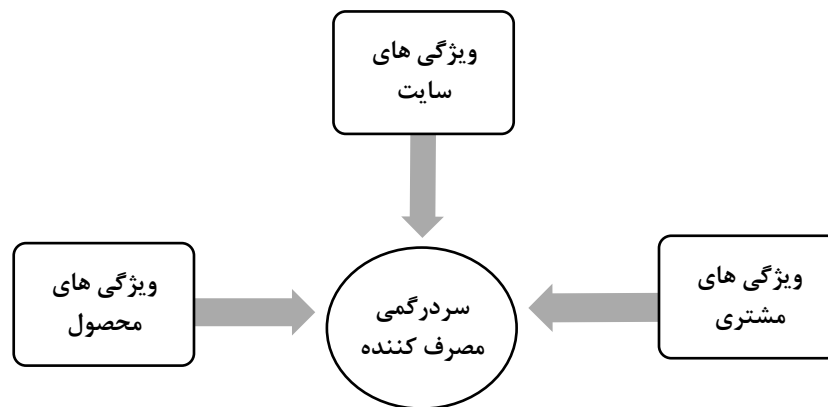 ویژگی های
سایت
ویژگی های
مشتری
سردرگمی
مصرف کننده
ویژگی های
محصول